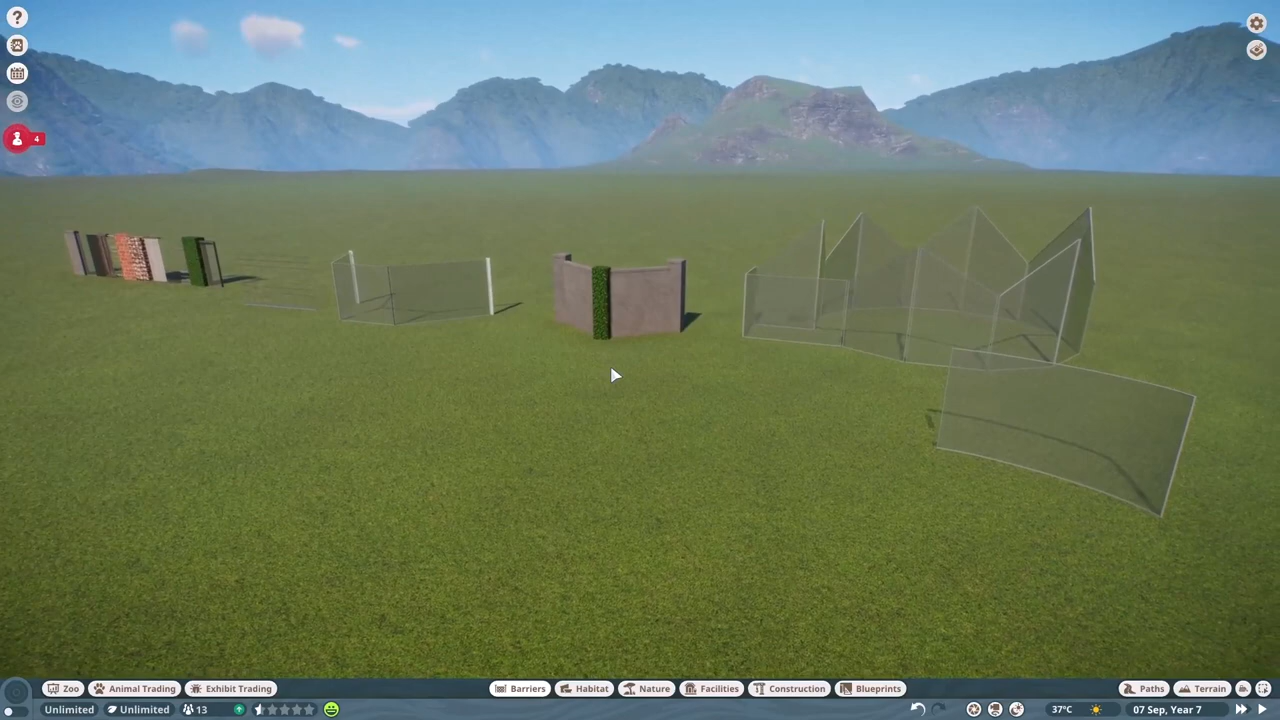 ?
4
Zoo Animal Trading Exhibit Trading Barriers Habitat Nature Facilities Construction Blueprints Paths Terrain
Unlimited Unlimited 13 37°C 07 Sep, Year 7